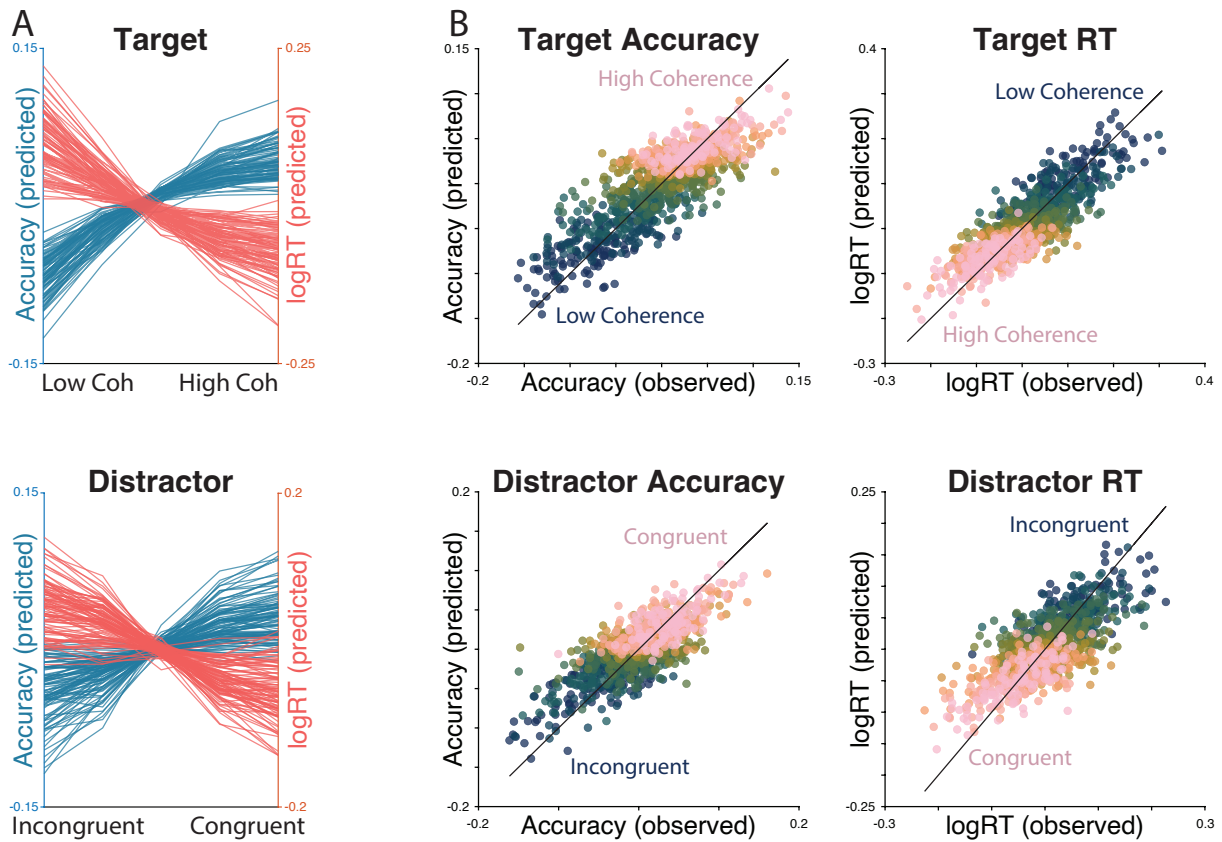 A
Target
0.15
0.25
Accuracy (predicted)
logRT (predicted)
-0.15
-0.25
Low Coh
High Coh
B
Target Accuracy
0.15
High Coherence
Accuracy (predicted)
Low Coherence
-0.2
-0.2
Accuracy (observed)
0.15
Target RT
0.4
Low Coherence
logRT (predicted)
High Coherence
-0.3
-0.3
logRT (observed)
0.4
Distractor
0.15
0.2
Accuracy (predicted)
logRT (predicted)
-0.15
-0.2
Incongruent
Congruent
Distractor Accuracy
0.2
Congruent
Accuracy (predicted)
Incongruent
-0.2
-0.2
Accuracy (observed)
0.2
Distractor RT
0.25
Incongruent
logRT (predicted)
Congruent
-0.25
-0.3
logRT (observed)
0.3